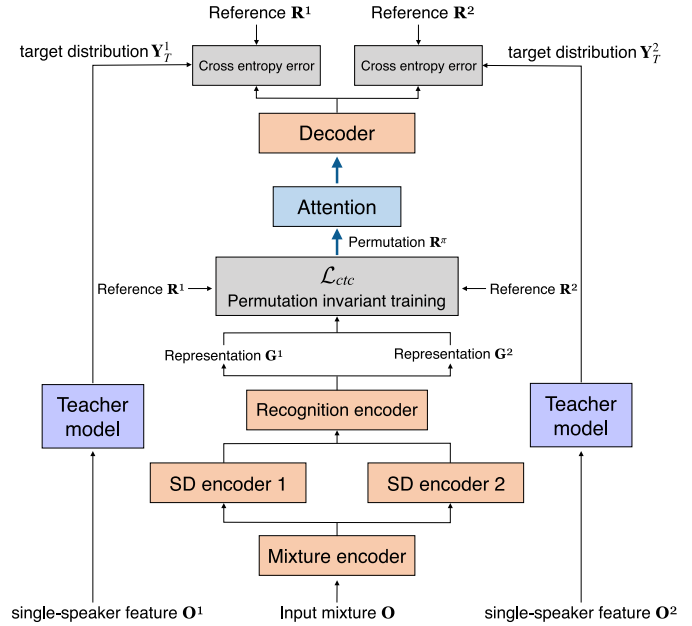 Reference R¹
Reference R²
target distribution Y_T¹
target distribution Y_T²
Cross entropy error
Cross entropy error
Decoder
Attention
Permutation R^π
ℒ_ctc
Permutation invariant training
Reference R¹
Reference R²
Representation G¹
Representation G²
Recognition encoder
Teacher
model
Teacher
model
SD encoder 1
SD encoder 2
Mixture encoder
single-speaker feature O¹
Input mixture O
single-speaker feature O²